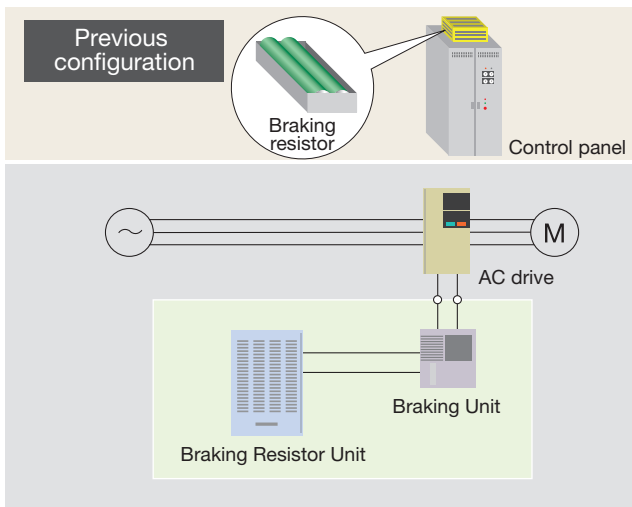 Previous
configuration
Braking
resistor
Control panel
M
AC drive
Braking Unit
Braking Resistor Unit